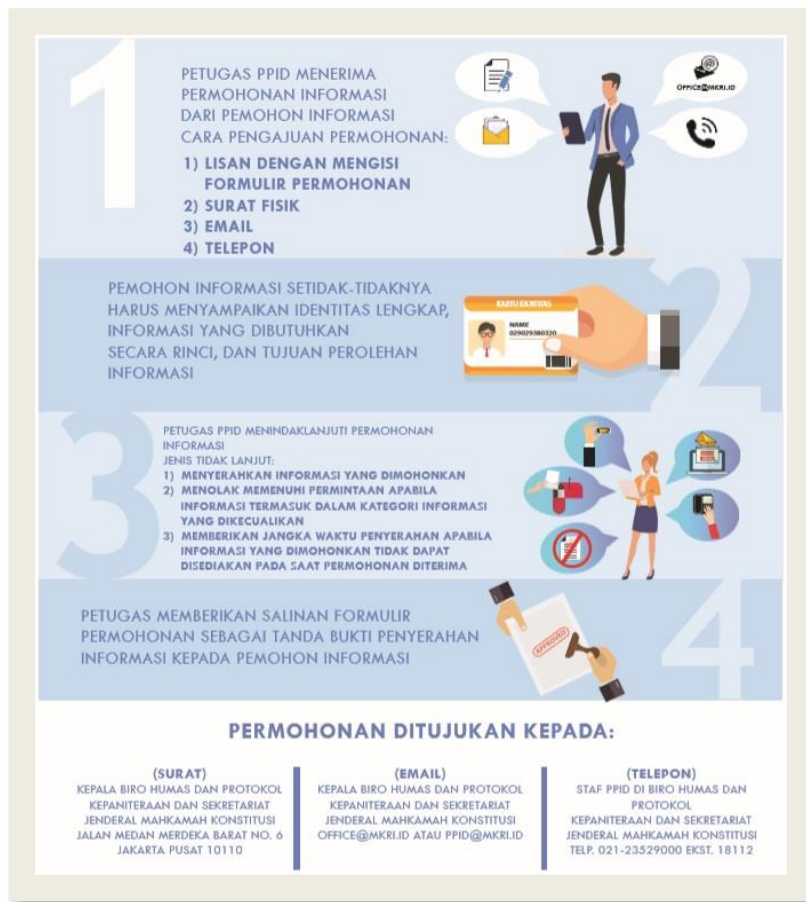 1
PETUGAS PPID MENERIMA
PERMOHONAN INFORMASI
DARI PEMOHON INFORMASI
CARA PENGAJUAN PERMOHONAN:
1) LISAN DENGAN MENGISI
FORMULIR PERMOHONAN
2) SURAT FISIK
3) EMAIL
4) TELEPON
OFFICE@MKRI.ID
2
PEMOHON INFORMASI SETIDAK-TIDAKNYA
HARUS MENYAMPAIKAN IDENTITAS LENGKAP,
INFORMASI YANG DIBUTUHKAN
SECARA RINCI, DAN TUJUAN PEROLEHAN
INFORMASI
KARTU IDENTITAS
NAME
029029380320
3
PETUGAS PPID MENINDAKLANJUTI PERMOHONAN
INFORMASI
JENIS TIDAK LANJUT:
1) MENYERAHKAN INFORMASI YANG DIMOHONKAN
2) MENOLAK MEMENUHI PERMINTAAN APABILA
INFORMASI TERMASUK DALAM KATEGORI INFORMASI
YANG DIKECUALIKAN
3) MEMBERIKAN JANGKA WAKTU PENYERAHAN APABILA
INFORMASI YANG DIMOHONKAN TIDAK DAPAT
DISEDIAKAN PADA SAAT PERMOHONAN DITERIMA
4
PETUGAS MEMBERIKAN SALINAN FORMULIR
PERMOHONAN SEBAGAI TANDA BUKTI PENYERAHAN
INFORMASI KEPADA PEMOHON INFORMASI
APPROVED
PERMOHONAN DITUJUKAN KEPADA:
(SURAT)
KEPALA BIRO HUMAS DAN PROTOKOL
KEPANITERAAN DAN SEKRETARIAT
JENDERAL MAHKAMAH KONSTITUSI
JALAN MEDAN MERDEKA BARAT NO. 6
JAKARTA PUSAT 10110
(EMAIL)
KEPALA BIRO HUMAS DAN PROTOKOL
KEPANITERAAN DAN SEKRETARIAT
JENDERAL MAHKAMAH KONSTITUSI
OFFICE@MKRI.ID ATAU PPID@MKRI.ID
(TELEPON)
STAF PPID DI BIRO HUMAS DAN
PROTOKOL
KEPANITERAAN DAN SEKRETARIAT
JENDERAL MAHKAMAH KONSTITUSI
TELP. 021-23529000 EKST. 18112